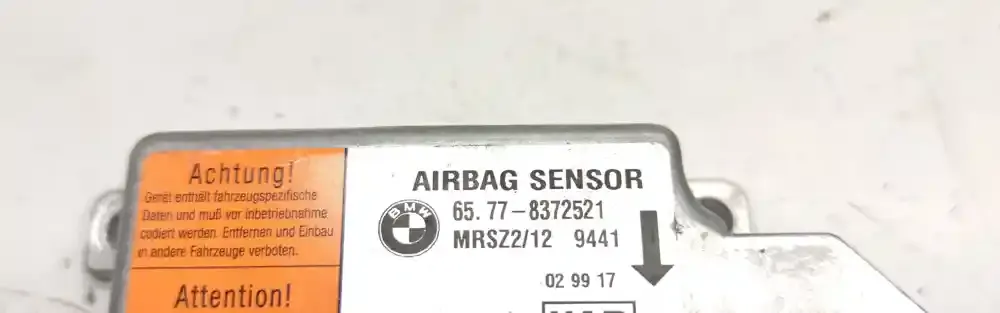 Achtung!
Gerät enthält fahrzeugspezifische
Daten und muß vor inbetriebnahme
codiert werden. Entfernen und Einbau
in andere Fahrzeuge verboten.
Attention!
AIRBAG SENSOR
BMW
65.77-8372521
MRSZ2/12 9441
02 99 17